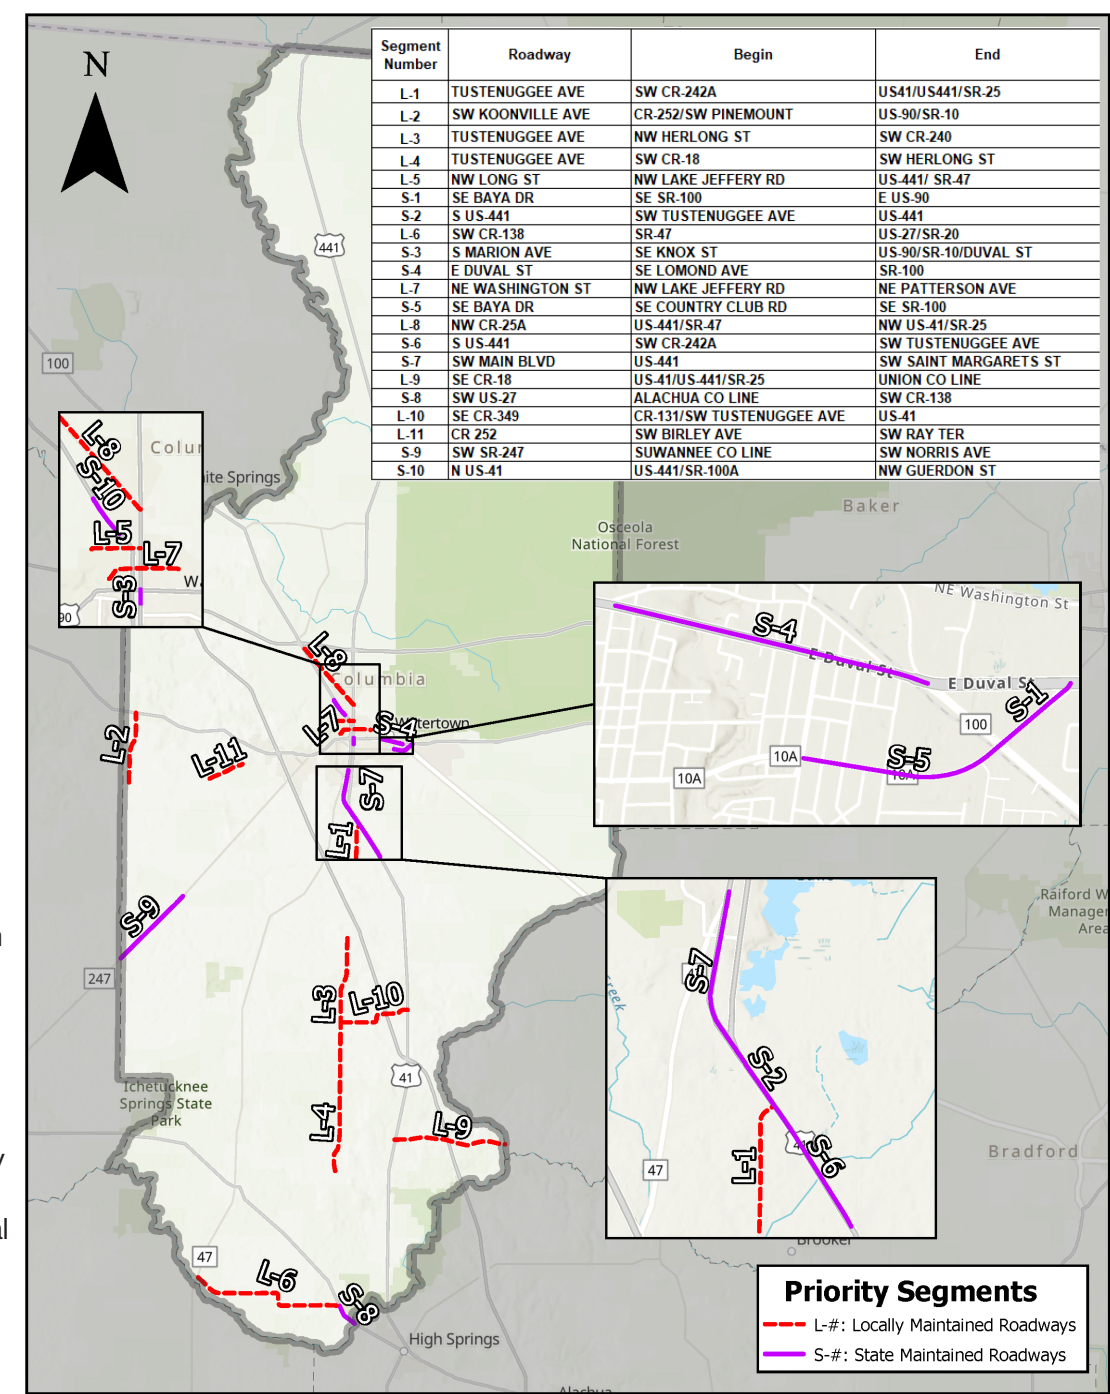 N
Segment Number | Roadway | Begin | End
L-1 | TUSTENUGGEE AVE | SW CR-242A | US41/US441/SR-25
L-2 | SW KOONVILLE AVE | CR-252/SW PINEMOUNT | US-90/SR-10
L-3 | TUSTENUGGEE AVE | NW HERLONG ST | SW CR-240
L-4 | TUSTENUGGEE AVE | SW CR-18 | SW HERLONG ST
L-5 | NW LONG ST | NW LAKE JEFFERY RD | US-441/ SR-47
S-1 | SE BAYA DR | SE SR-100 | E US-90
S-2 | S US-441 | SW TUSTENUGGEE AVE | US-441
L-6 | SW CR-138 | SR-47 | US-27/SR-20
S-3 | S MARION AVE | SE KNOX ST | US-90/SR-10/DUVAL ST
S-4 | E DUVAL ST | SE LOMOND AVE | SR-100
L-7 | NE WASHINGTON ST | NW LAKE JEFFERY RD | NE PATTERSON AVE
S-5 | SE BAYA DR | SE COUNTRY CLUB RD | SE SR-100
L-8 | NW CR-25A | US-441/SR-47 | NW US-41/SR-25
S-6 | S US-441 | SW CR-242A | SW TUSTENUGGEE AVE
S-7 | SW MAIN BLVD | US-441 | SW SAINT MARGARETS ST
L-9 | SE CR-18 | US-41/US-441/SR-25 | UNION CO LINE
S-8 | SW US-27 | ALACHUA CO LINE | SW CR-138
L-10 | SE CR-349 | CR-131/SW TUSTENUGGEE AVE | US-41
L-11 | CR 252 | SW BIRLEY AVE | SW RAY TER
S-9 | SW SR-247 | SUWANNEE CO LINE | SW NORRIS AVE
S-10 | N US-41 | US-441/SR-100A | NW GUERDON ST
441
100
L-8
Colur
S-10
L-5
L-7
S-3
Wa
90
ite Springs
Osceola
National Forest
Baker
NE Washington St
S-4
E Duval St
E Duval St
S-1
100
S-5
10A
10A
10A
L-8
Columbia
L-7
S-4
Watertown
L-2
L-11
S-7
L-1
S-9
247
L-3
L-10
41
L-4
L-9
Ichetucknee
Springs State
Park
47
L-6
S-8
High Springs
Alachua
Creek
S-7
S-2
41
S-6
L-1
47
Raiford W
Manager
Area
Bradford
Brooker
Priority Segments
L-#: Locally Maintained Roadways
S-#: State Maintained Roadways